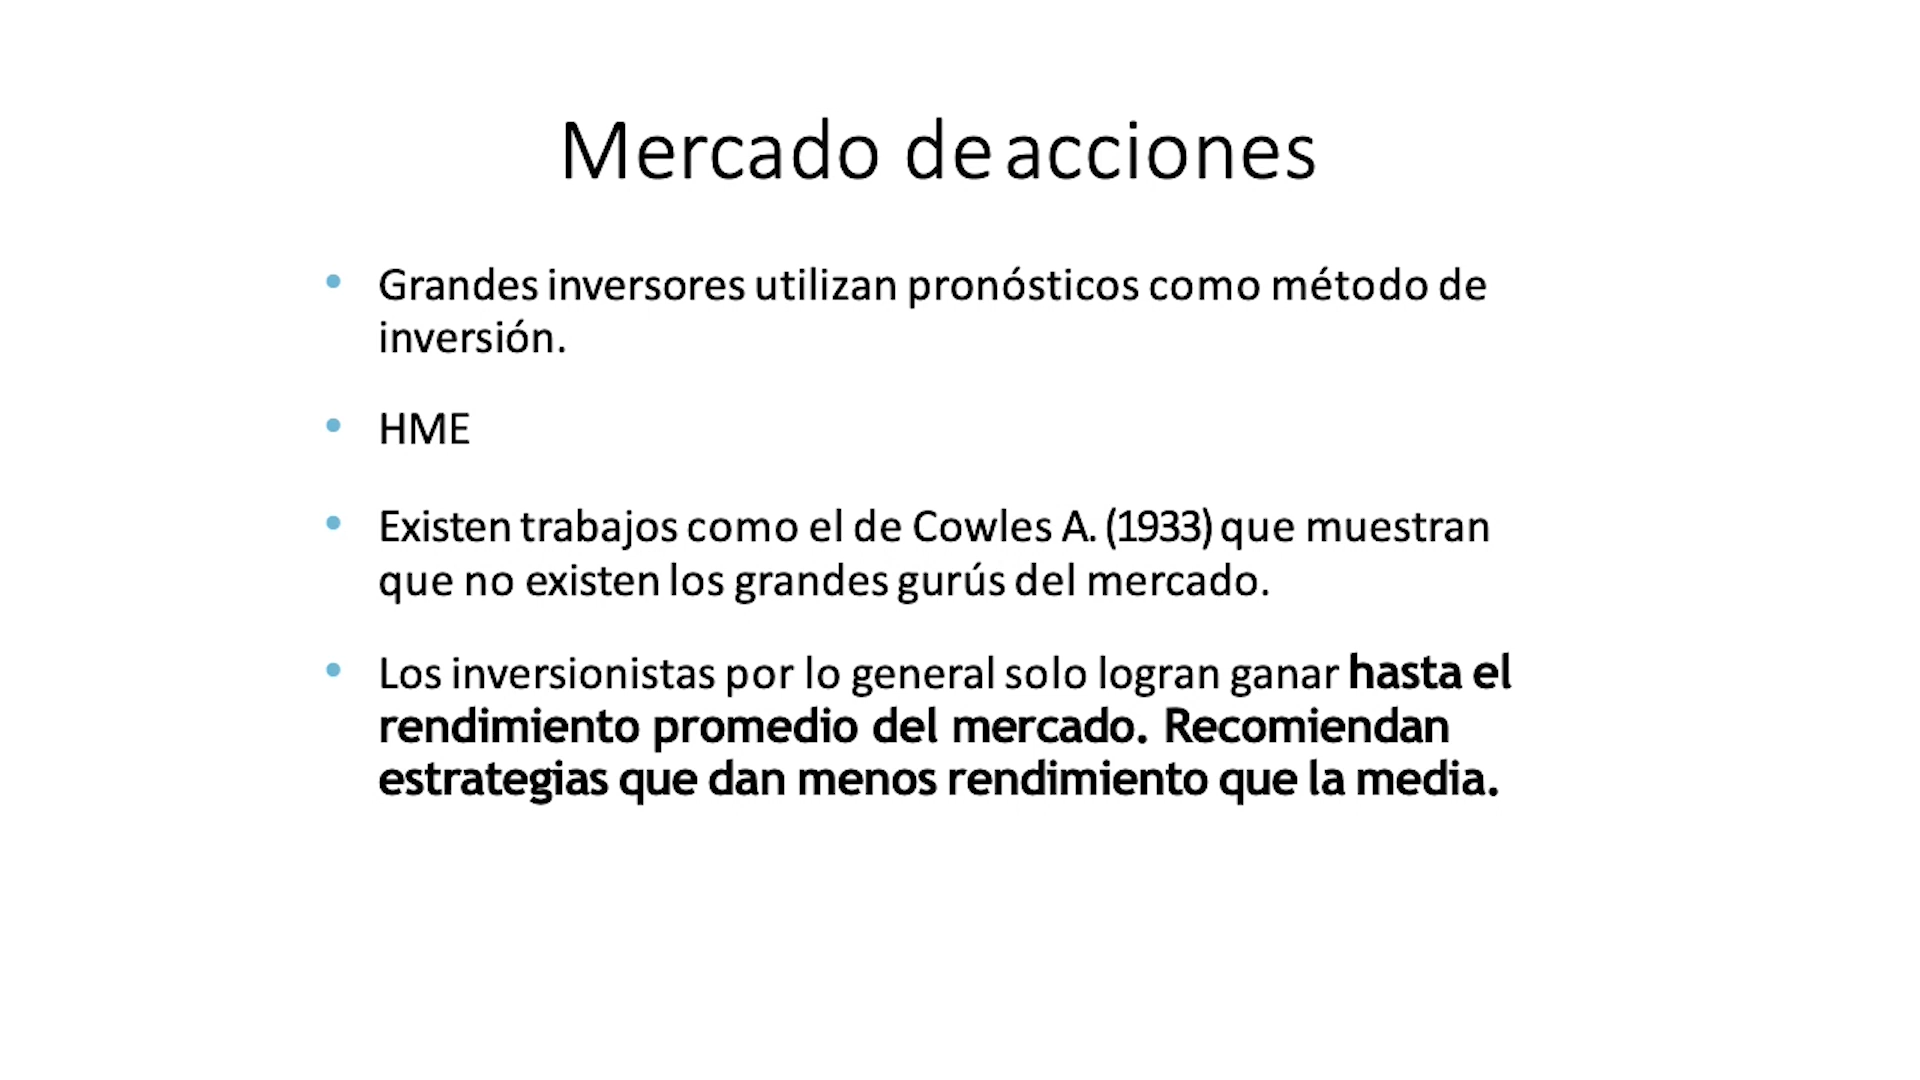 Mercado de acciones
• Grandes inversores utilizan pronósticos como método de
inversión.
• HME
• Existen trabajos como el de Cowles A. (1933) que muestran
que no existen los grandes gurús del mercado.
• Los inversionistas por lo general solo logran ganar hasta el
rendimiento promedio del mercado. Recomiendan
estrategias que dan menos rendimiento que la media.